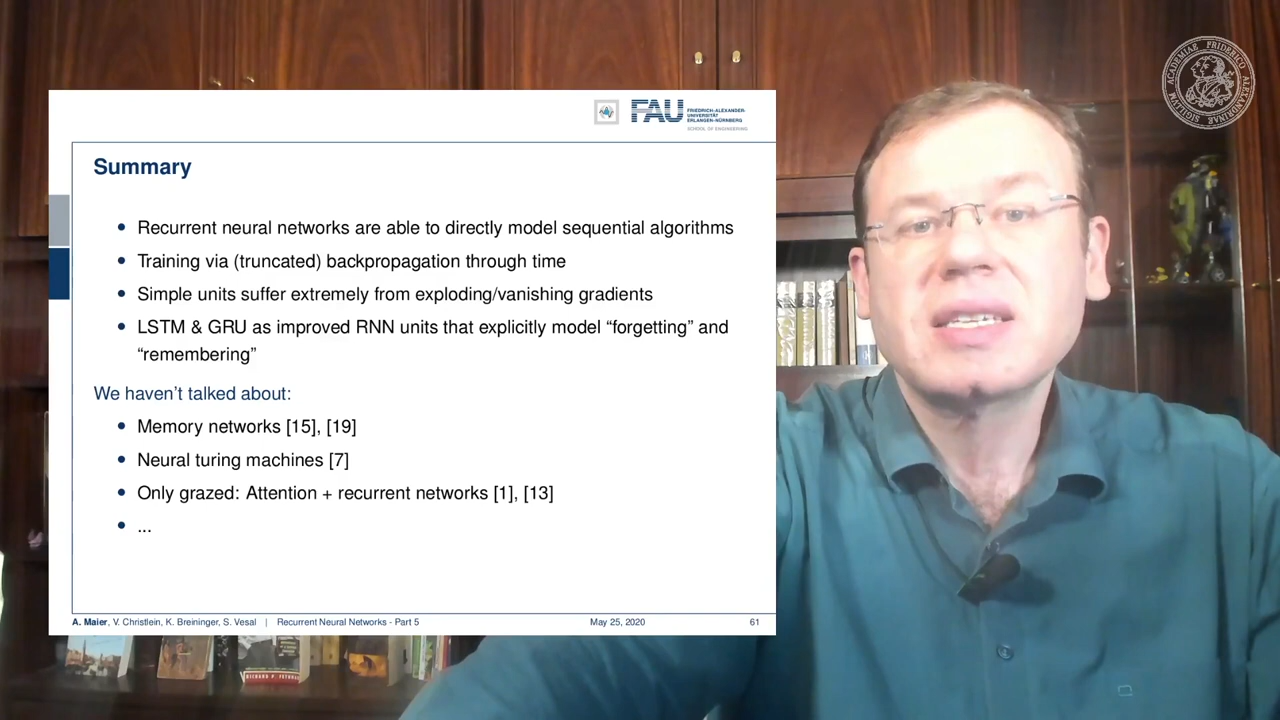 ACADEMIAE FRIDERICO ALEXANDRINAE SIGILLVM
FAU
FRIEDRICH-ALEXANDER-
UNIVERSITÄT
ERLANGEN-NÜRNBERG
SCHOOL OF ENGINEERING
Summary
• Recurrent neural networks are able to directly model sequential algorithms
• Training via (truncated) backpropagation through time
• Simple units suffer extremely from exploding/vanishing gradients
• LSTM & GRU as improved RNN units that explicitly model “forgetting” and
“remembering”
We haven’t talked about:
• Memory networks [15], [19]
• Neural turing machines [7]
• Only grazed: Attention + recurrent networks [1], [13]
• ...
A. Maier, V. Christlein, K. Breininger, S. Vesal | Recurrent Neural Networks - Part 5 May 25, 2020 61